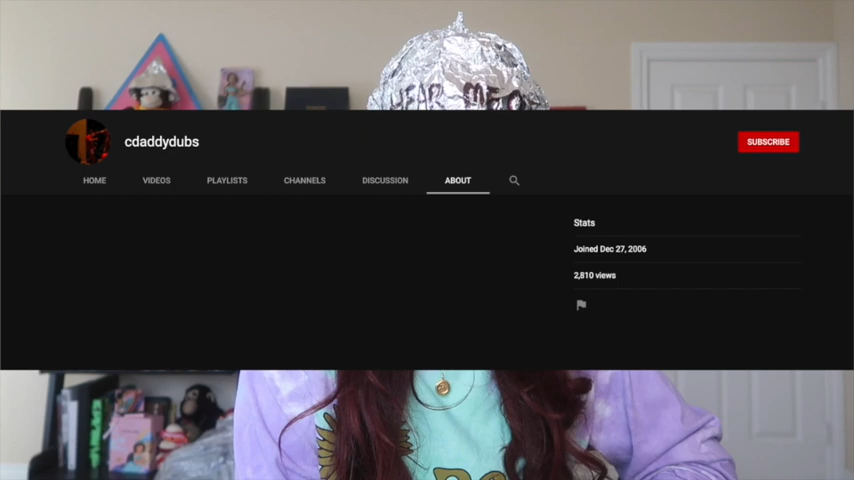 cdaddydubs
SUBSCRIBE
HOME VIDEOS PLAYLISTS CHANNELS DISCUSSION ABOUT
Stats
Joined Dec 27, 2006
2,810 views